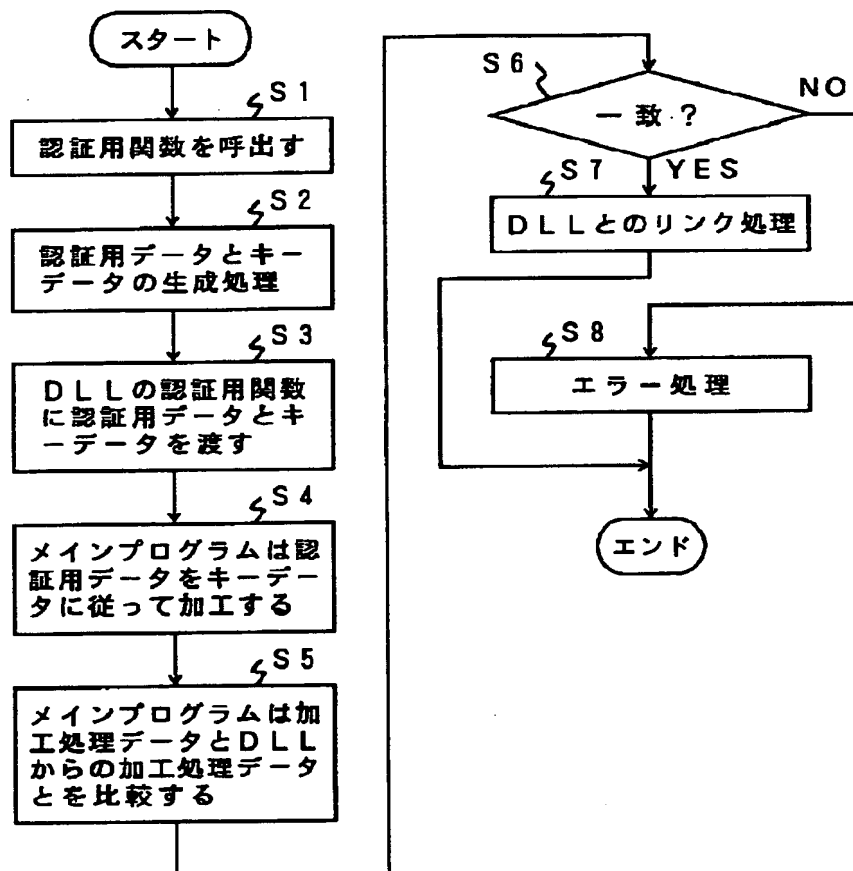 スタート
S1
認証用関数を呼出す
S2
認証用データとキー
データの生成処理
S3
DLLの認証用関数
に認証用データとキ
ーデータを渡す
S4
メインプログラムは認
証用データをキーデー
タに従って加工する
S5
メインプログラムは加
工処理データとDLL
からの加工処理データ
とを比較する
S6
一致?
NO
YES
S7
DLLとのリンク処理
S8
エラー処理
エンド